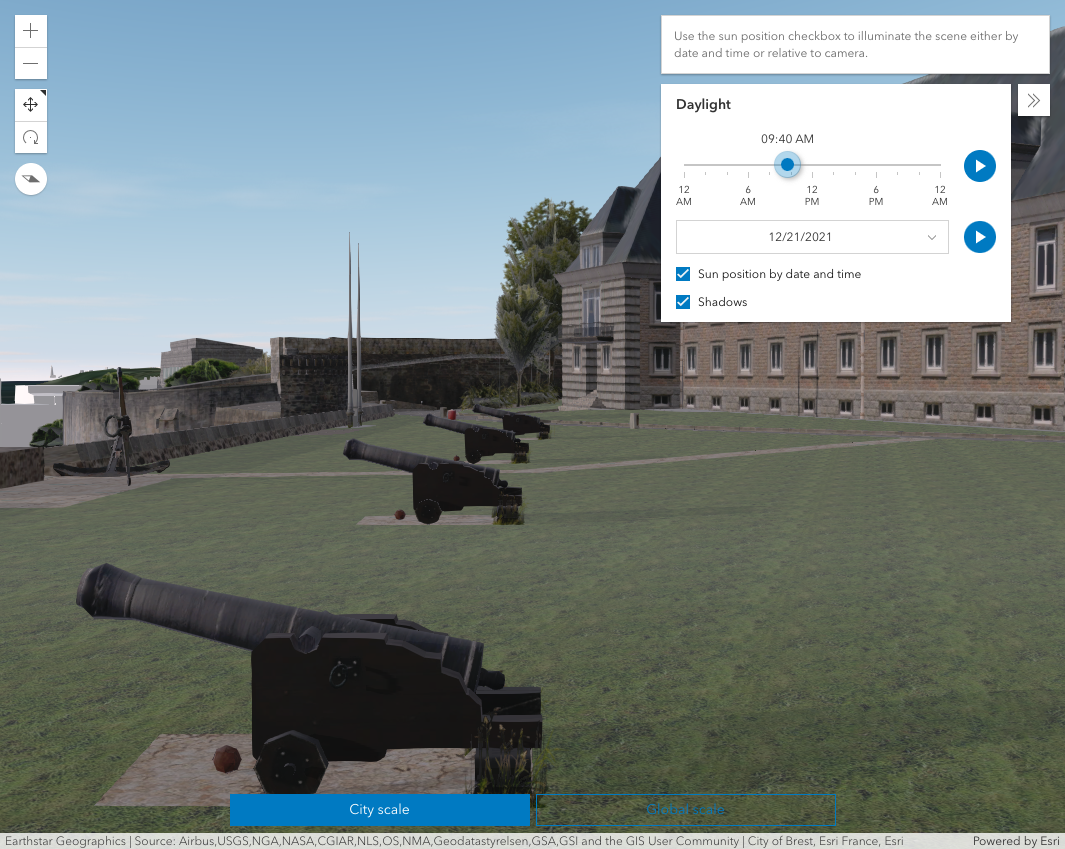 Use the sun position checkbox to illuminate the scene either by
date and time or relative to camera.
Daylight
09:40 AM
12 AM
6 AM
12 PM
6 PM
12 AM
12/21/2021
Sun position by date and time
Shadows
City scale
Global scale
Earthstar Geographics | Source: Airbus,USGS,NGA,NASA,CGIAR,NLS,OS,NMA,Geodatastyrelsen,GSA,GSI and the GIS User Community | City of Brest, Esri France, Esri
Powered by Esri